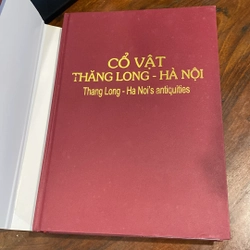 CỔ VẬT
THĂNG LONG - HÀ NỘI
Thang Long - Ha Noi's antiquities